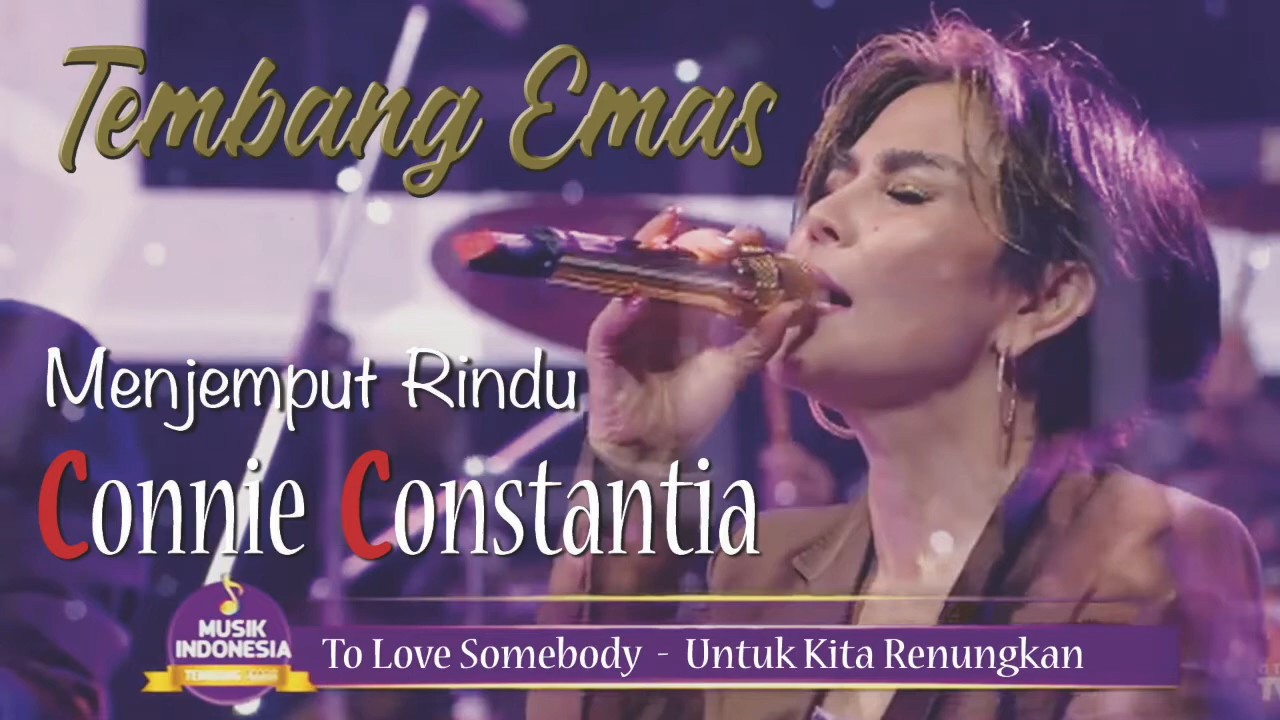 Tembang Emas
Menjemput Rindu
Connie Constantia
MUSIK
INDONESIA
To Love Somebody - Untuk Kita Renungkan